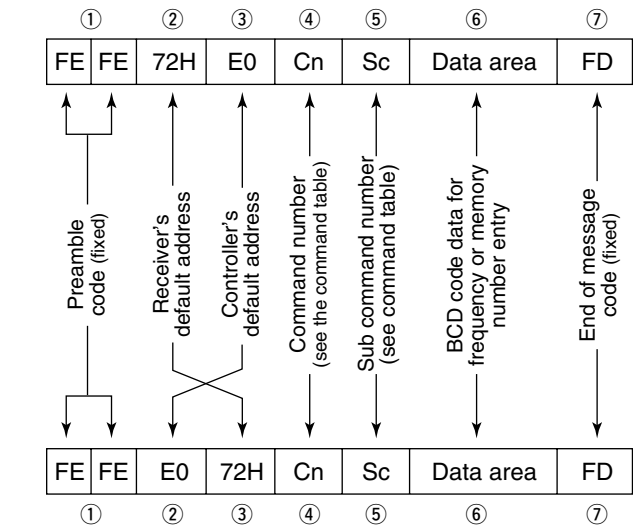 ① ② ③ ④ ⑤ ⑥ ⑦
FE FE 72H E0 Cn Sc Data area FD
Preamble
code (fixed)
Receiver's
default address
Controller's
default address
Command number
(see the command table)
Sub command number
(see command table)
BCD code data for
frequency or memory
number entry
End of message
code (fixed)
FE FE E0 72H Cn Sc Data area FD
① ② ③ ④ ⑤ ⑥ ⑦